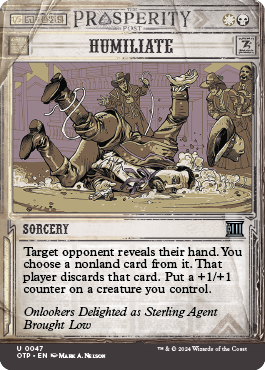 THE
PROSPERITY
POST
HUMILIATE
SORCERY
Target opponent reveals their hand. You
choose a nonland card from it. That
player discards that card. Put a +1/+1
counter on a creature you control.
Onlookers Delighted as Sterling Agent
Brought Low
U 0047
OTP • EN MARK A. NELSON
™ & © 2024 Wizards of the Coast